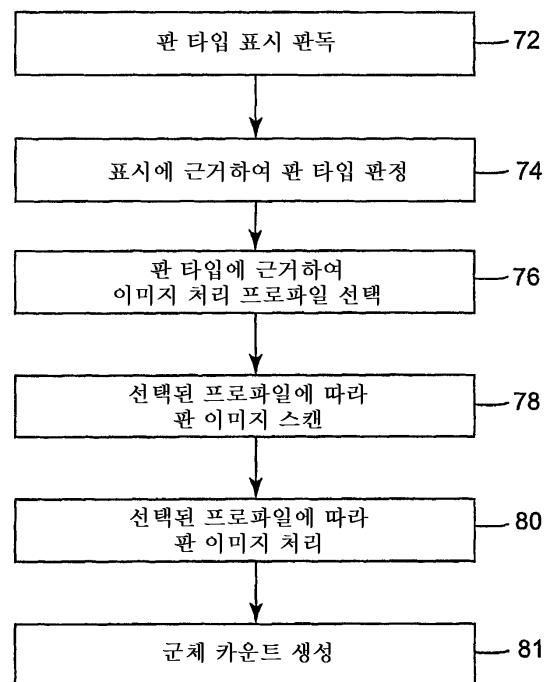 판 타입 표시 판독
72
표시에 근거하여 판 타입 판정
74
판 타입에 근거하여
이미지 처리 프로파일 선택
76
선택된 프로파일에 따라
판 이미지 스캔
78
선택된 프로파일에 따라
판 이미지 처리
80
군체 카운트 생성
81